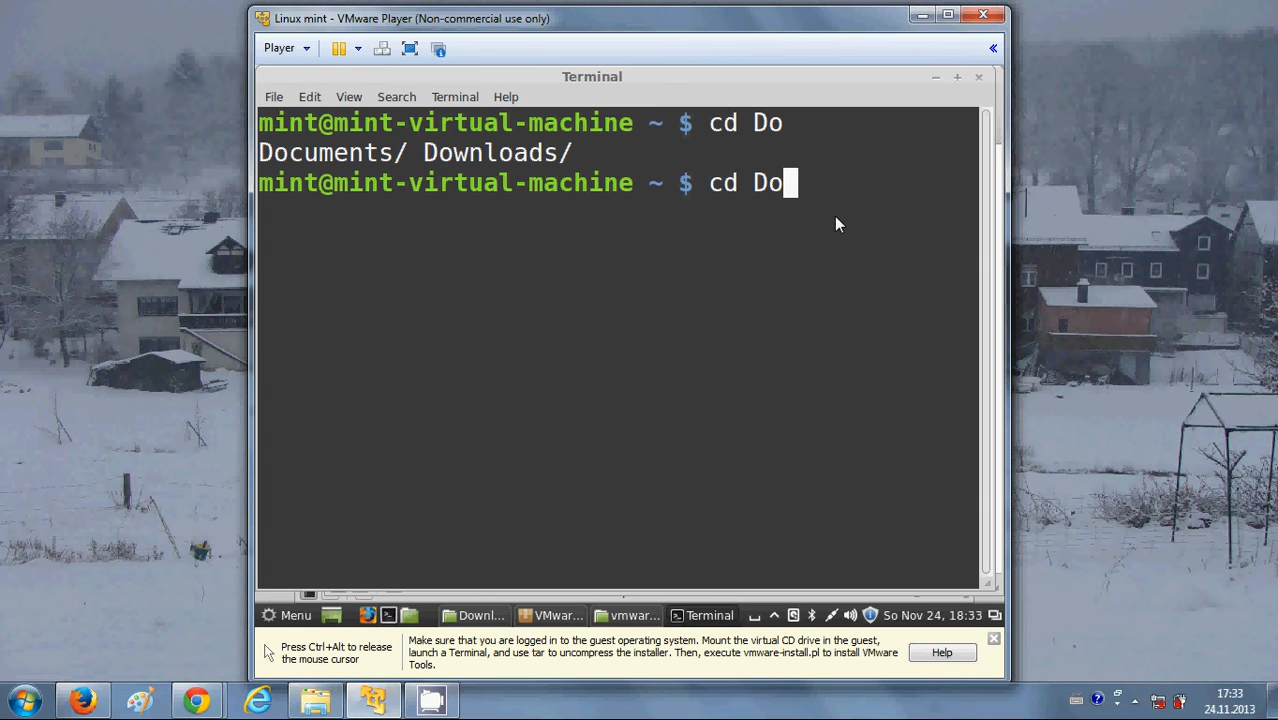 Linux mint - VMware Player (Non-commercial use only)
Player
Terminal
File Edit View Search Terminal Help
mint@mint-virtual-machine ~ $ cd Do
Documents/ Downloads/
mint@mint-virtual-machine ~ $ cd Do
Menu Downl... VMwar... vmwar... Terminal So Nov 24, 18:33
Press Ctrl+Alt to release
the mouse cursor
Make sure that you are logged in to the guest operating system. Mount the virtual CD drive in the guest,
launch a Terminal, and use tar to uncompress the installer. Then, execute vmware-install.pl to install VMware
Tools.
Help
17:33
24.11.2013